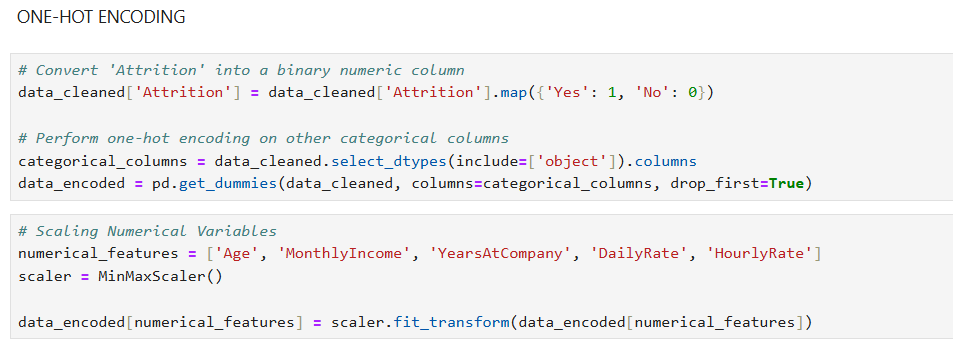 ONE-HOT ENCODING
# Convert 'Attrition' into a binary numeric column
data_cleaned['Attrition'] = data_cleaned['Attrition'].map({'Yes': 1, 'No': 0})
# Perform one-hot encoding on other categorical columns
categorical_columns = data_cleaned.select_dtypes(include=['object']).columns
data_encoded = pd.get_dummies(data_cleaned, columns=categorical_columns, drop_first=True)
# Scaling Numerical Variables
numerical_features = ['Age', 'MonthlyIncome', 'YearsAtCompany', 'DailyRate', 'HourlyRate']
scaler = MinMaxScaler()
data_encoded[numerical_features] = scaler.fit_transform(data_encoded[numerical_features])